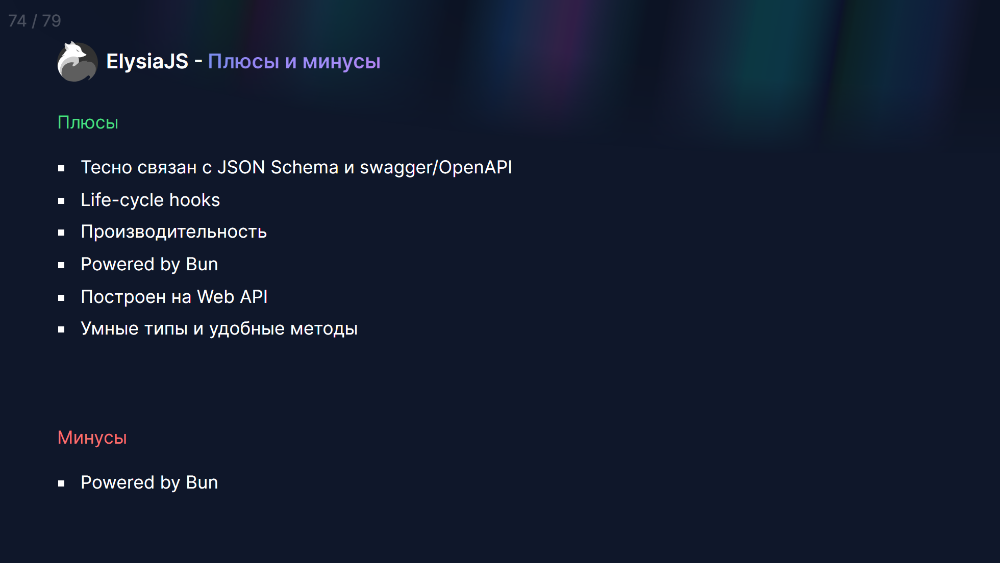 74 / 79
ElysiaJS - Плюсы и минусы
Плюсы
Тесно связан с JSON Schema и swagger/OpenAPI
Life-cycle hooks
Производительность
Powered by Bun
Построен на Web API
Умные типы и удобные методы
Минусы
Powered by Bun